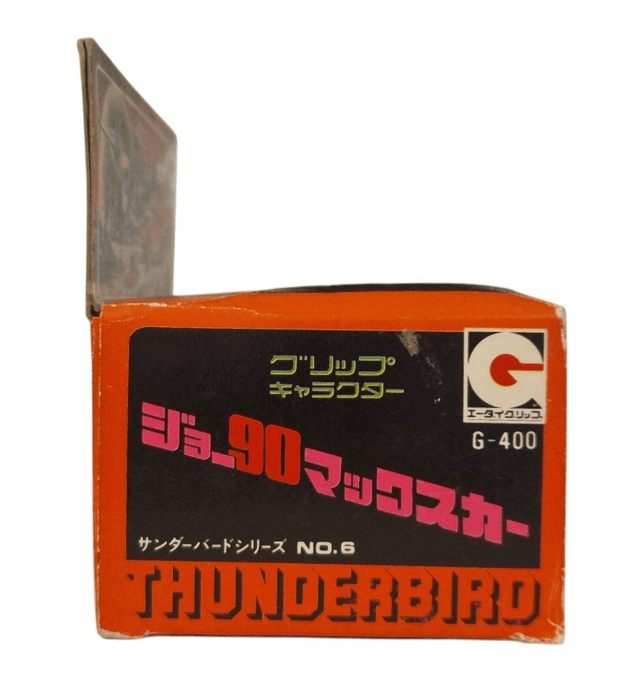 グリップ
キャラクター
エータイグリップ
G-400
ジョー90マックスカー
サンダーバードシリーズ NO.6
THUNDERBIRD